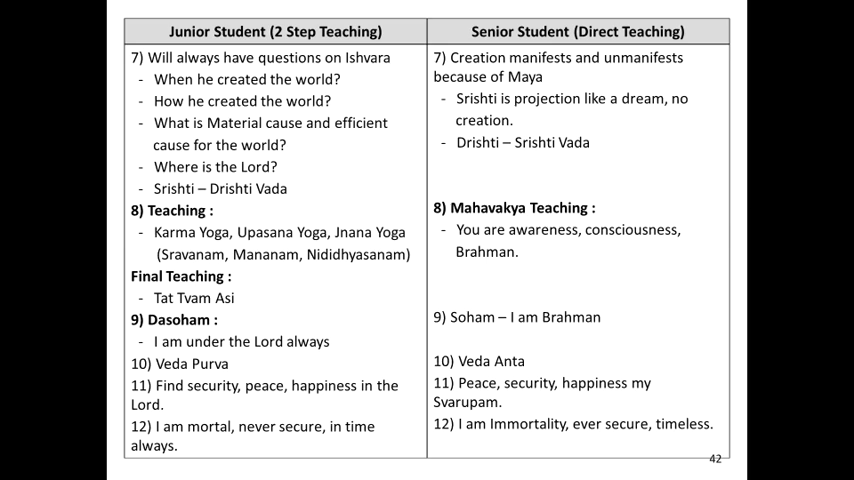 Junior Student (2 Step Teaching)
7) Will always have questions on Ishvara
- When he created the world?
- How he created the world?
- What is Material cause and efficient
cause for the world?
- Where is the Lord?
- Srishti – Drishti Vada
8) Teaching :
- Karma Yoga, Upasana Yoga, Jnana Yoga
(Sravanam, Mananam, Nididhyasanam)
Final Teaching :
- Tat Tvam Asi
9) Dasoham :
- I am under the Lord always
10) Veda Purva
11) Find security, peace, happiness in the
Lord.
12) I am mortal, never secure, in time
always.
Senior Student (Direct Teaching)
7) Creation manifests and unmanifests
because of Maya
- Srishti is projection like a dream, no
creation.
- Drishti – Srishti Vada
8) Mahavakya Teaching :
- You are awareness, consciousness,
Brahman.
9) Soham – I am Brahman
10) Veda Anta
11) Peace, security, happiness my
Svarupam.
12) I am Immortality, ever secure, timeless.
42